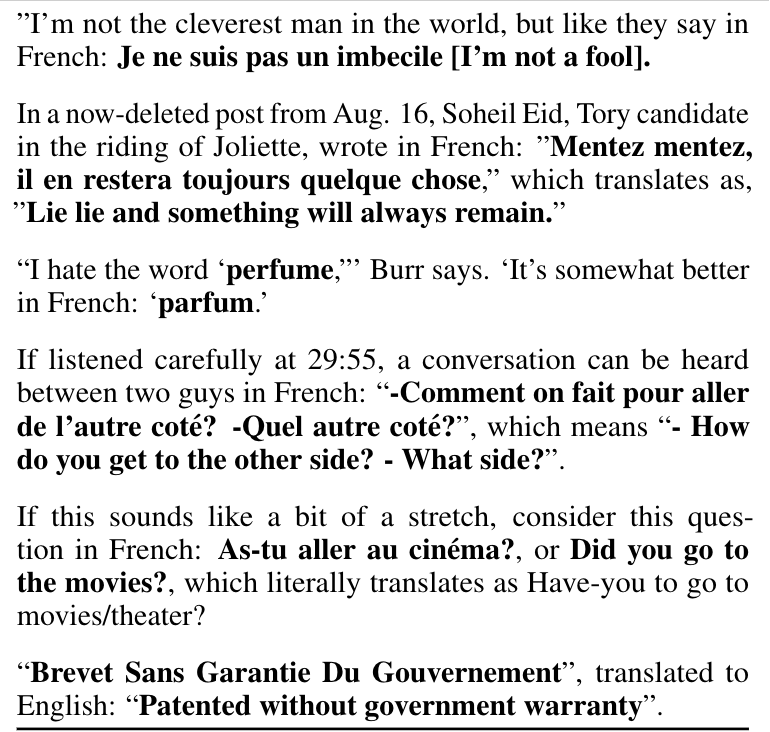 ”I’m not the cleverest man in the world, but like they say in
French: Je ne suis pas un imbecile [I’m not a fool].
In a now-deleted post from Aug. 16, Soheil Eid, Tory candidate
in the riding of Joliette, wrote in French: ”Mentez mentez,
il en restera toujours quelque chose,” which translates as,
”Lie lie and something will always remain.”
“I hate the word ‘perfume,”’ Burr says. ‘It’s somewhat better
in French: ‘parfum.’
If listened carefully at 29:55, a conversation can be heard
between two guys in French: “-Comment on fait pour aller
de l’autre coté? -Quel autre coté?”, which means “- How
do you get to the other side? - What side?”.
If this sounds like a bit of a stretch, consider this ques-
tion in French: As-tu aller au cinéma?, or Did you go to
the movies?, which literally translates as Have-you to go to
movies/theater?
“Brevet Sans Garantie Du Gouvernement”, translated to
English: “Patented without government warranty”.